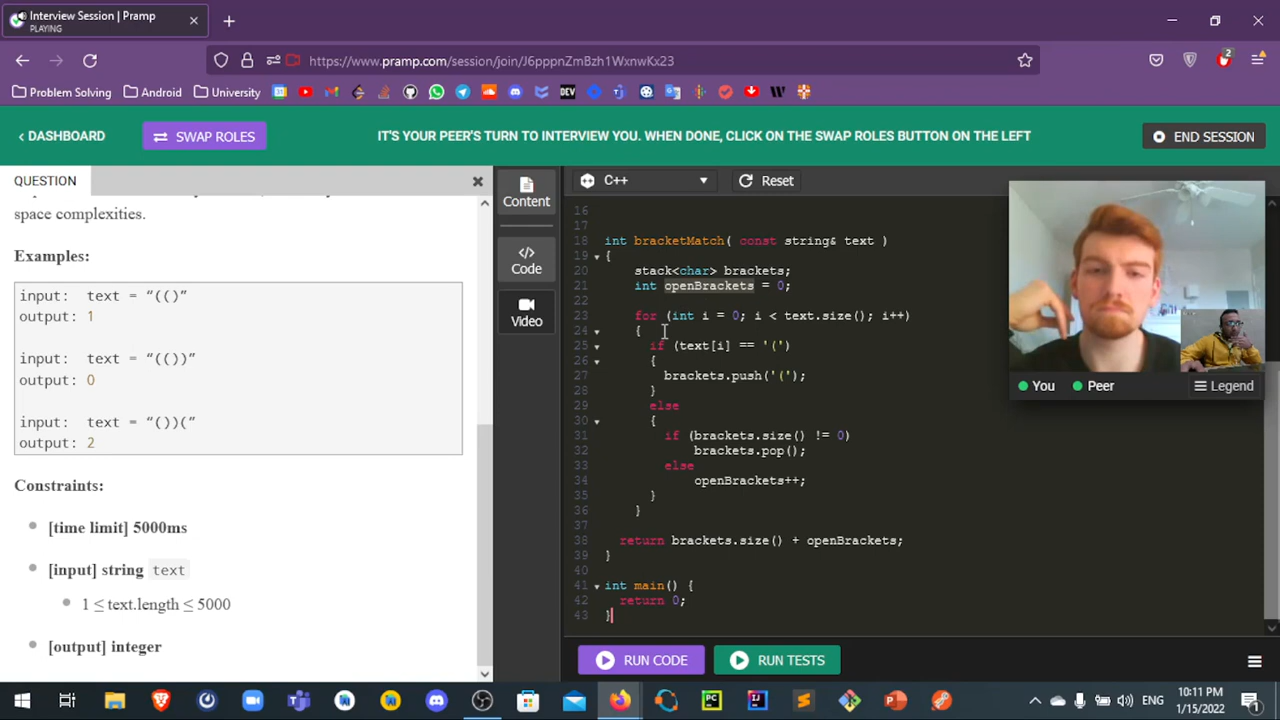 Interview Session | Pramp
PLAYING
https://www.pramp.com/session/join/J6pppnZmBzh1WxnwKx23
2
Problem Solving
Android
University
DEV
DASHBOARD
SWAP ROLES
IT'S YOUR PEER'S TURN TO INTERVIEW YOU. WHEN DONE, CLICK ON THE SWAP ROLES BUTTON ON THE LEFT
END SESSION
QUESTION
space complexities.
Examples:
input: text = “(()”
output: 1
input: text = “(())”
output: 0
input: text = “())(”
output: 2
Constraints:
[time limit] 5000ms
[input] string text
1 ≤ text.length ≤ 5000
[output] integer
Content
Code
Video
C++
Reset
16
17
18 int bracketMatch( const string& text )
19 {
20 stack<char> brackets;
21 int openBrackets = 0;
22
23 for (int i = 0; i < text.size(); i++)
24 {
25 if (text[i] == '(')
26 {
27 brackets.push('(');
28 }
29 else
30 {
31 if (brackets.size() != 0)
32 brackets.pop();
33 else
34 openBrackets++;
35 }
36 }
37
38 return brackets.size() + openBrackets;
39 }
40
41 int main() {
42 return 0;
43 }
You
Peer
Legend
RUN CODE
RUN TESTS
ENG
10:11 PM
1/15/2022
1